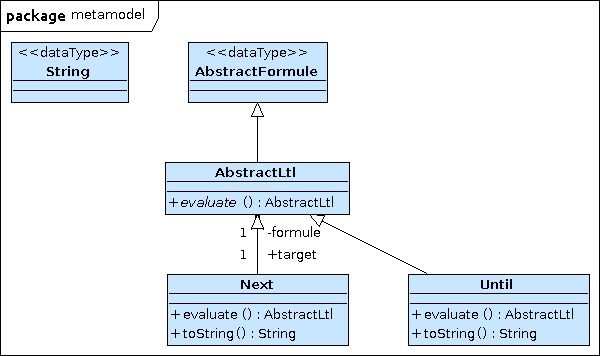 package metamodel
<<dataType>>
String
<<dataType>>
AbstractFormule
AbstractLtl
+ evaluate () : AbstractLtl
1 -formule
1 +target
Next
+ evaluate () : AbstractLtl
+ toString() : String
Until
+ evaluate () : AbstractLtl
+ toString() : String